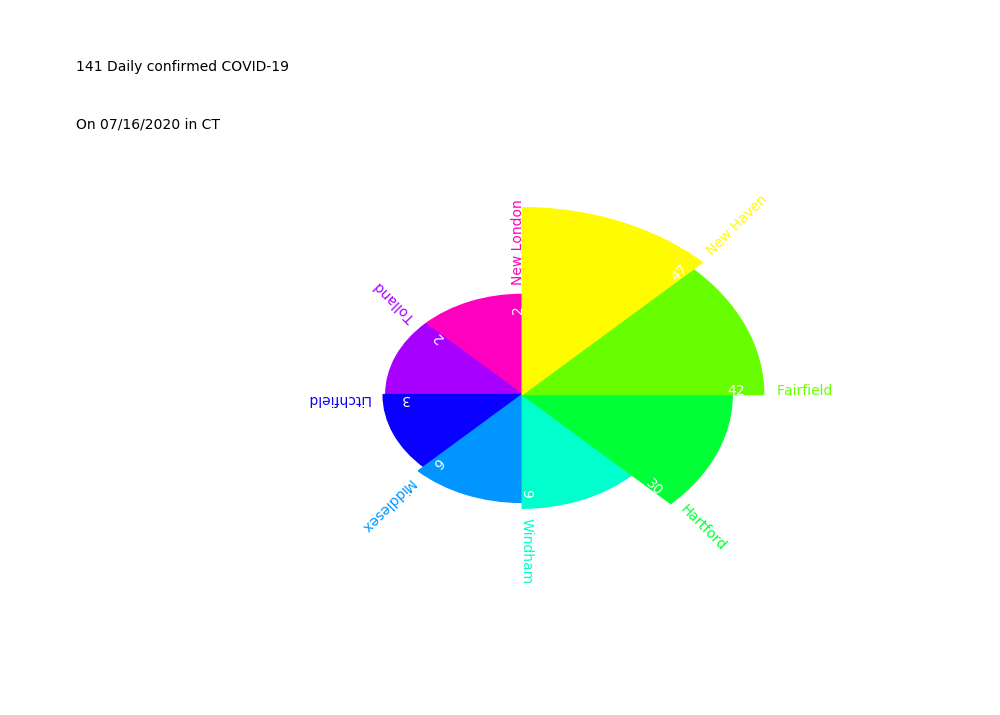 141 Daily confirmed COVID-19
On 07/16/2020 in CT
New Haven
47
Fairfield
42
Hartford
30
Windham
9
Middlesex
6
Litchfield
3
Tolland
2
New London
2